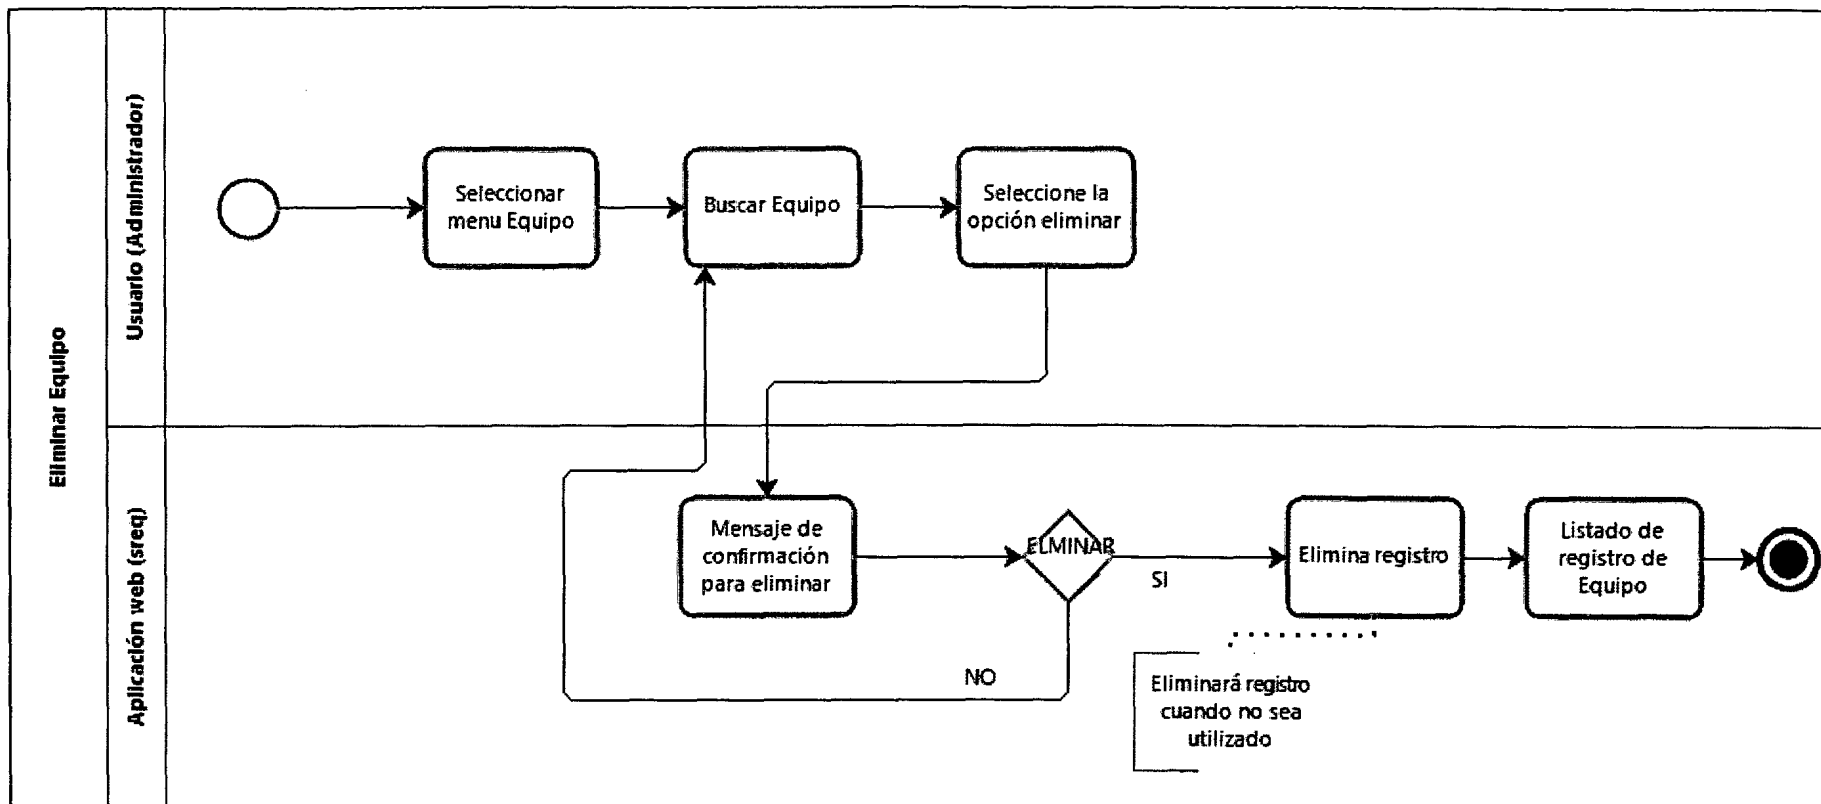 Eliminar Equipo
Usuario (Administrador)
Seleccionar
menu Equipo
Buscar Equipo
Seleccione la
opción eliminar
Aplicación web (sreq)
Mensaje de
confirmación
para eliminar
ELMINAR
SI
NO
Elimina registro
Listado de
registro de
Equipo
Eliminará registro
cuando no sea
utilizado